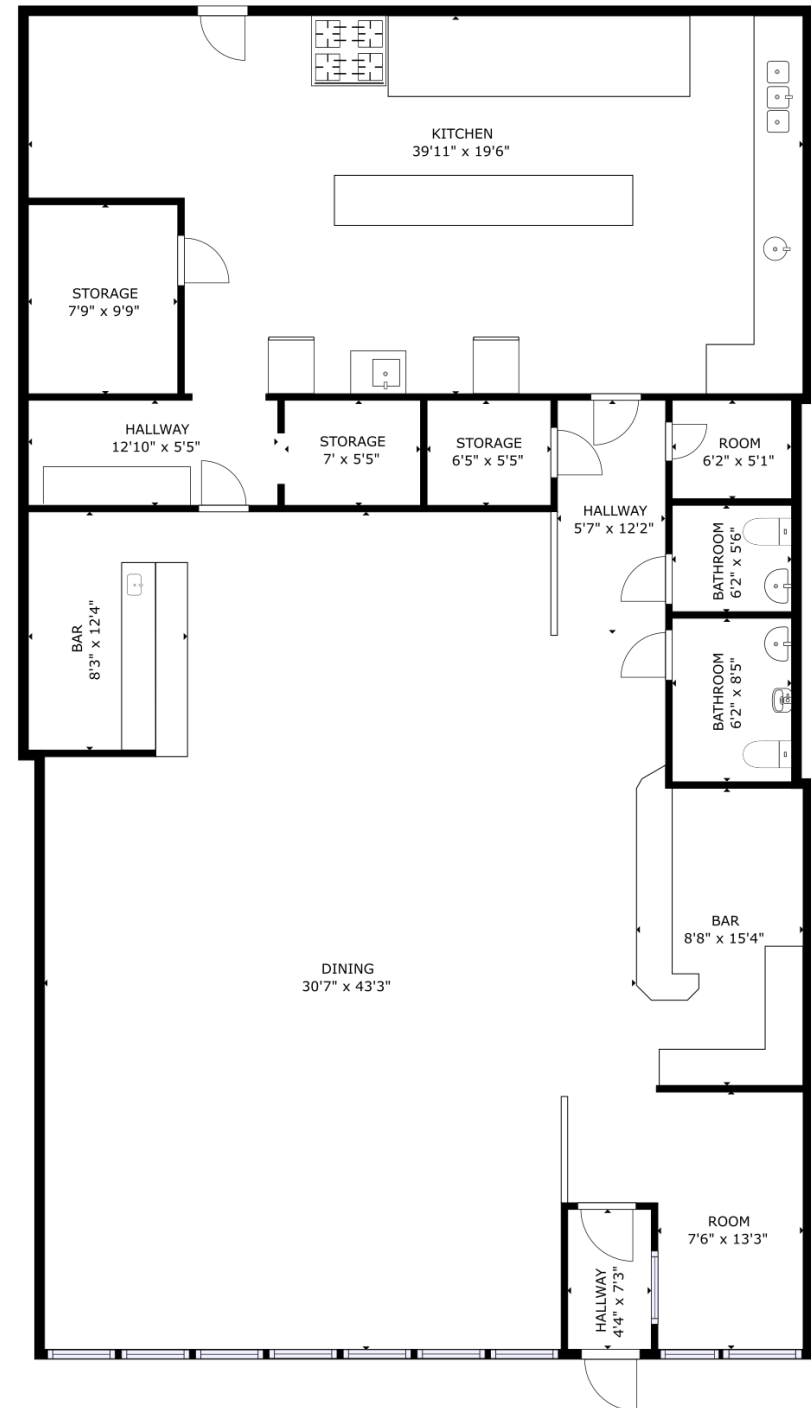 KITCHEN
39'11" x 19'6"
STORAGE
7'9" x 9'9"
HALLWAY
12'10" x 5'5"
STORAGE
7' x 5'5"
STORAGE
6'5" x 5'5"
ROOM
6'2" x 5'1"
HALLWAY
5'7" x 12'2"
BATHROOM
6'2" x 5'6"
BAR
8'3" x 12'4"
BATHROOM
6'2" x 8'5"
BAR
8'8" x 15'4"
DINING
30'7" x 43'3"
ROOM
7'6" x 13'3"
HALLWAY
4'4" x 7'3"